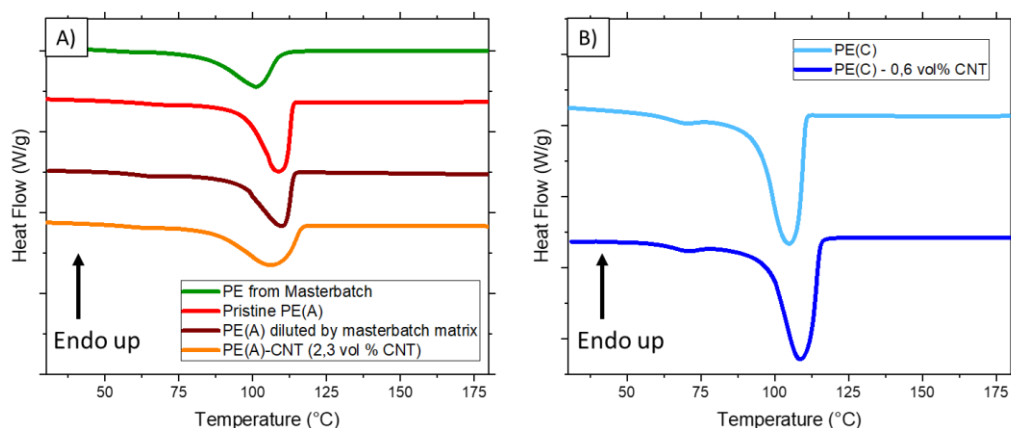 A)
Heat Flow (W/g)
Endo up
PE from Masterbatch
Pristine PE(A)
PE(A) diluted by masterbatch matrix
PE(A)-CNT (2,3 vol % CNT)
50 75 100 125 150 175
Temperature (°C)
B)
Heat Flow (W/g)
PE(C)
PE(C) - 0,6 vol% CNT
Endo up
50 75 100 125 150 175
Temperature (°C)